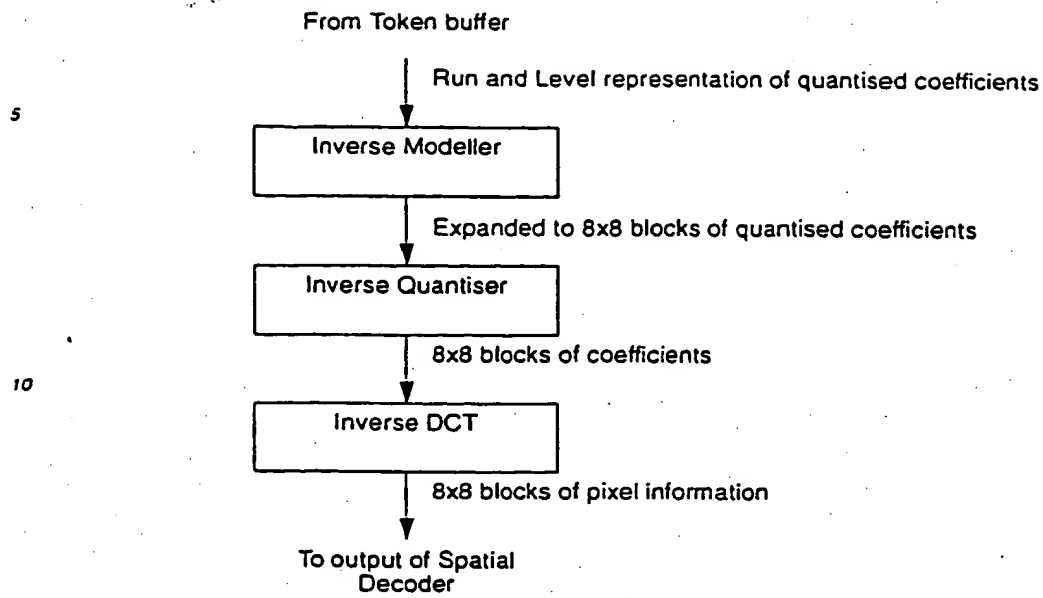 From Token buffer
Run and Level representation of quantised coefficients
5
Inverse Modeller
Expanded to 8x8 blocks of quantised coefficients
Inverse Quantiser
8x8 blocks of coefficients
10
Inverse DCT
8x8 blocks of pixel information
To output of Spatial
Decoder